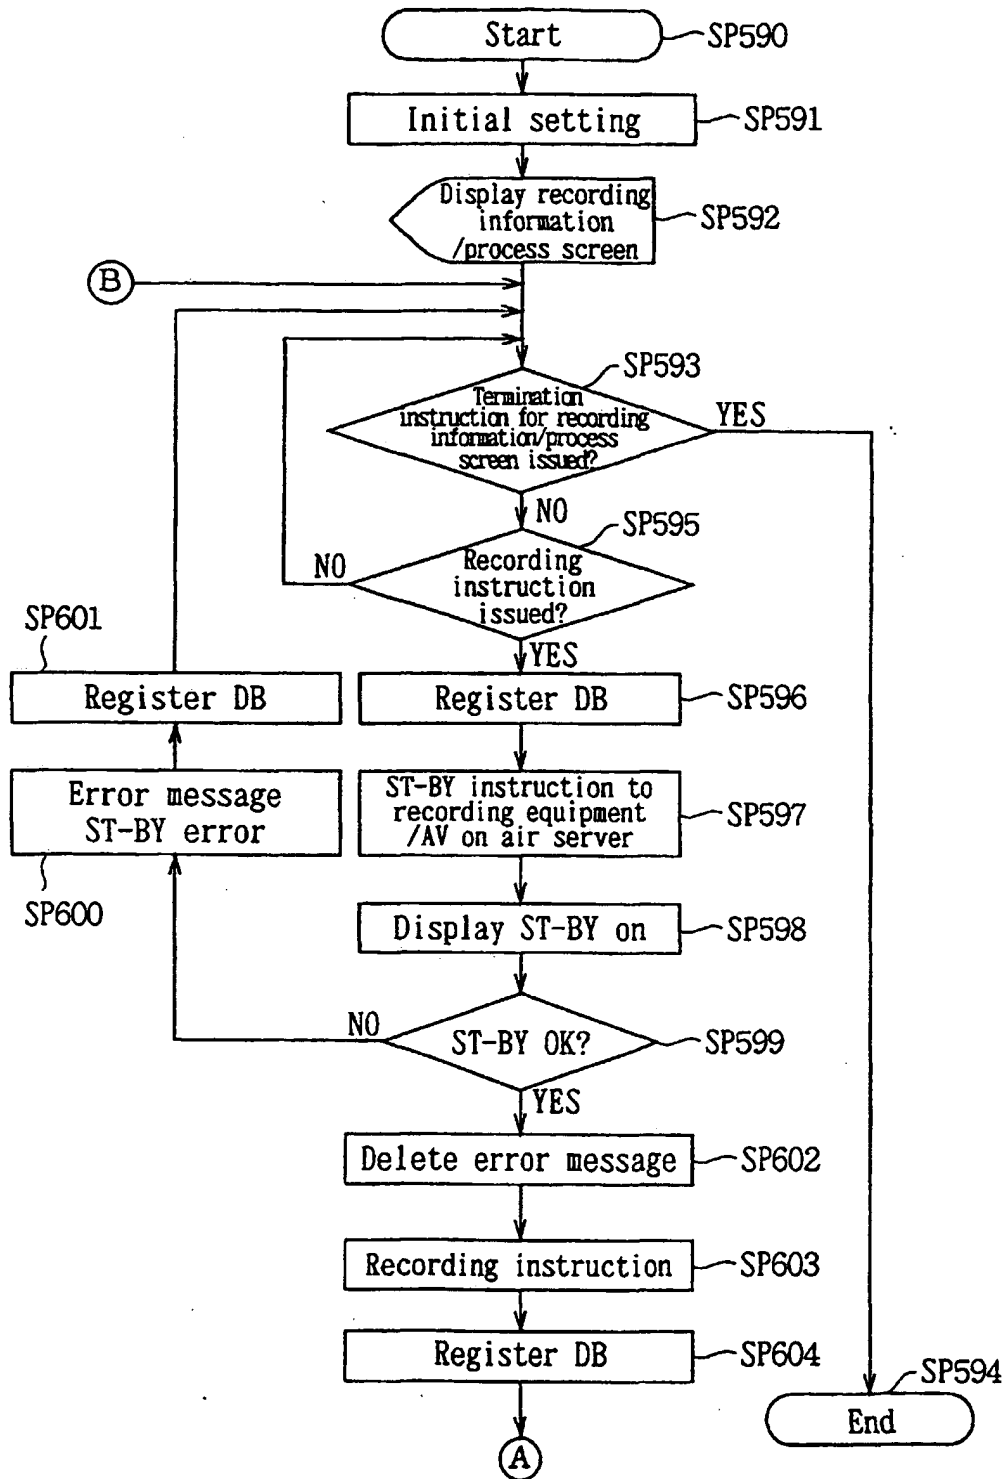 Start
SP590
Initial setting
SP591
Display recording
information
/process screen
SP592
B
SP593
Termination
instruction for recording
information/process
screen issued?
YES
NO
SP595
Recording
instruction
issued?
NO
YES
SP601
Register DB
Register DB
SP596
Error message
ST-BY error
SP600
ST-BY instruction to
recording equipment
/AV on air server
SP597
Display ST-BY on
SP598
NO
ST-BY OK?
SP599
YES
Delete error message
SP602
Recording instruction
SP603
Register DB
SP604
SP594
End
A